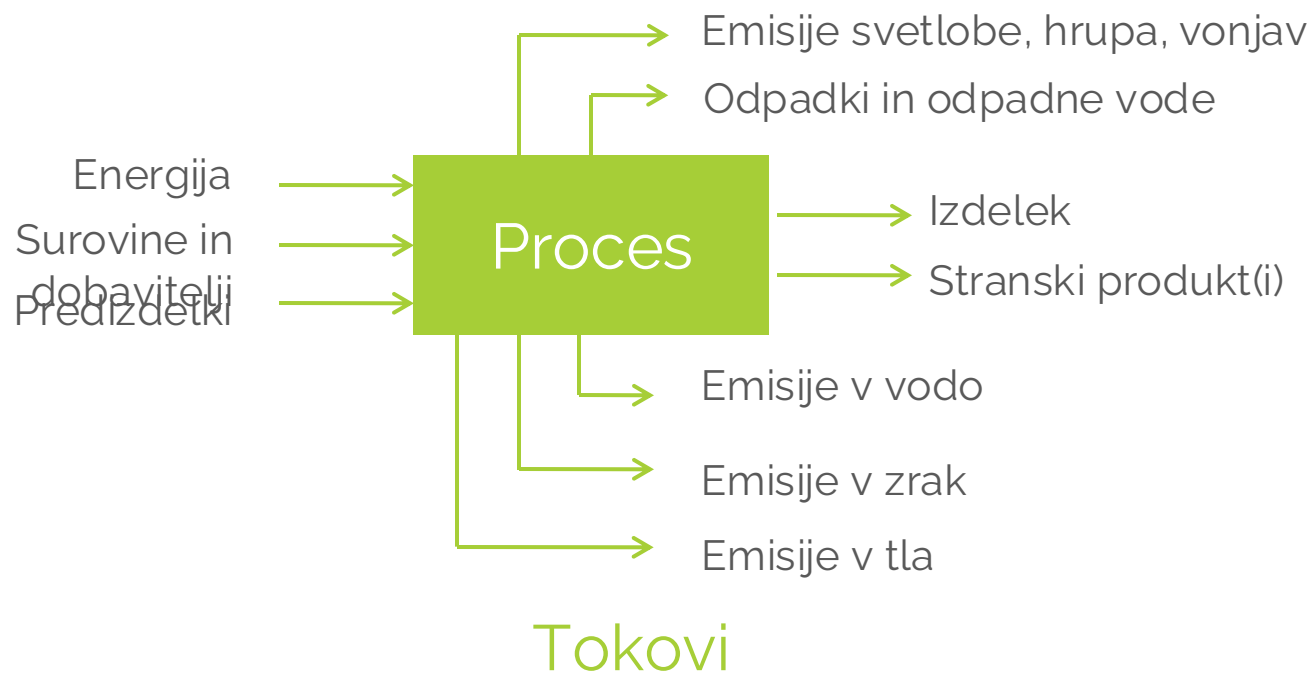 Emisije svetlobe, hrupa, vonjav
Odpadki in odpadne vode
Energija
Surovine in
dobavitelji
Predizdelki
Proces
Izdelek
Stranski produkt(i)
Emisije v vodo
Emisije v zrak
Emisije v tla
Tokovi